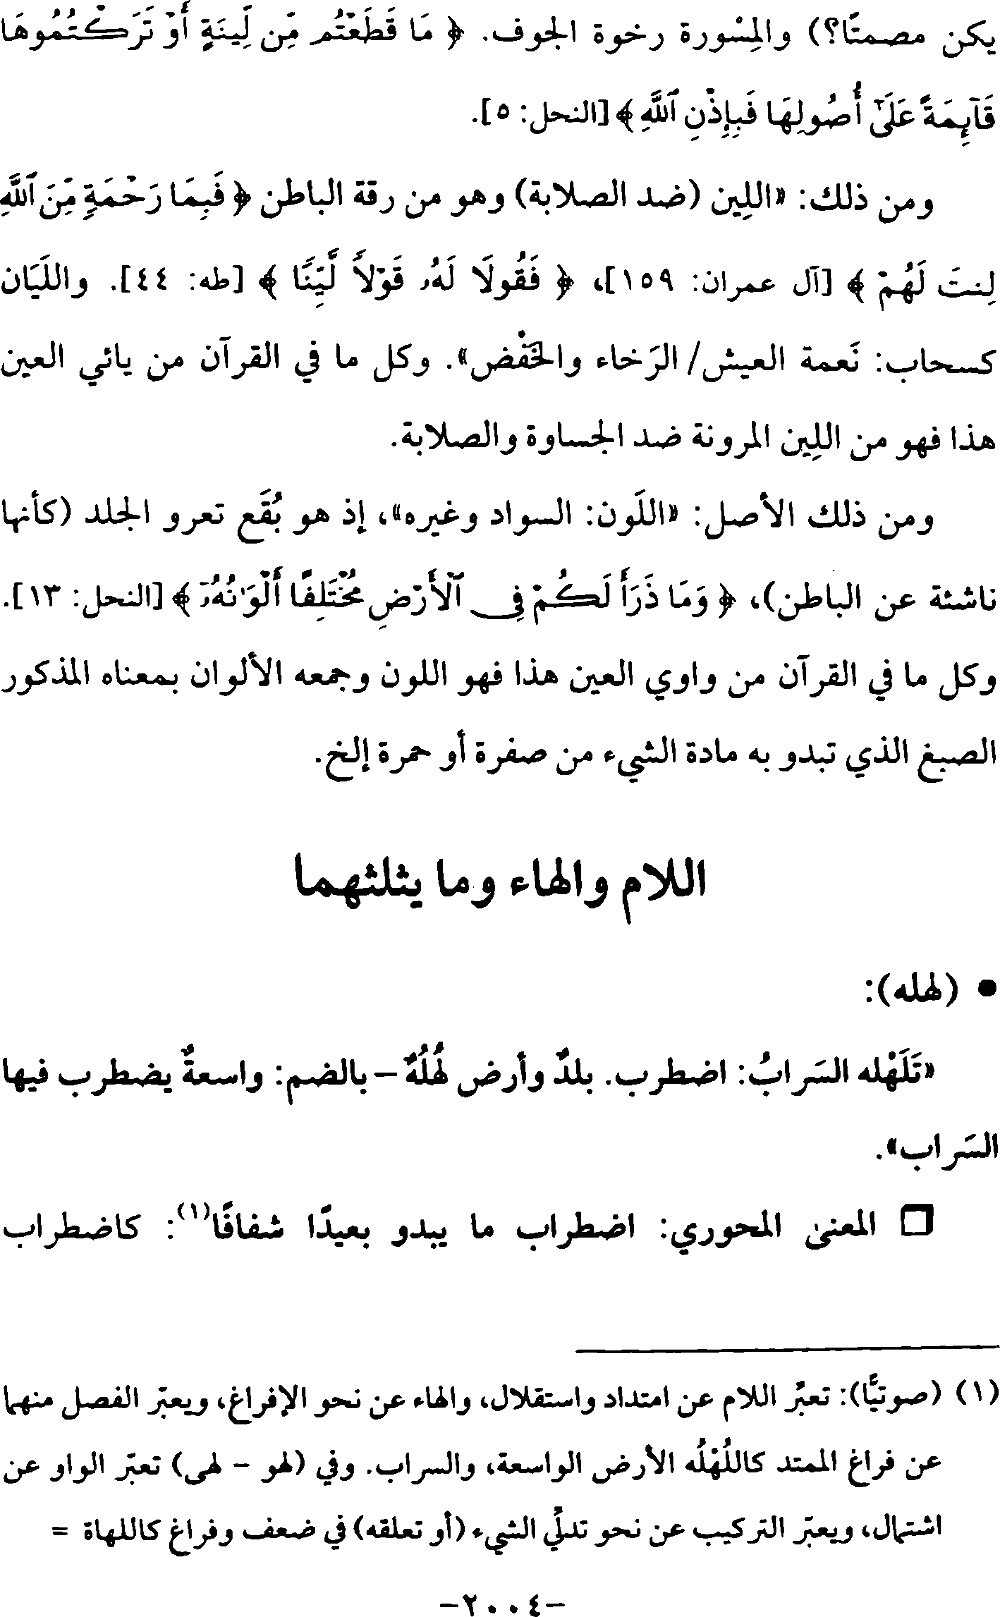 يكن مصمتًا؟) والمِسْورة رخوة الجوف. ﴿ مَا قَطَعْتُم مِّن لِّينَةٍ أَوْ تَرَكْتُمُوهَا
قَآئِمَةً عَلَىٰٓ أُصُولِهَا فَبِإِذْنِ ٱللَّهِ ﴾ [النحل: ٥].
ومن ذلك: «اللِين (ضد الصلابة) وهو من رقة الباطن ﴿ فَبِمَا رَحْمَةٍ مِّنَ ٱللَّهِ
لِنتَ لَهُمْ ﴾ [آل عمران: ١٥٩]، ﴿ فَقُولَا لَهُۥ قَوْلاً لَّيِّنًا ﴾ [طه: ٤٤]. واللَيَان
كسحاب: نَعمة العيش/ الرَخاء والخَفْض». وكل ما في القرآن من يائي العين
هذا فهو من اللِين المرونة ضد الجساوة والصلابة.
ومن ذلك الأصل: «اللَون: السواد وغيره»، إذ هو بُقَع تعرو الجلد (كأنها
ناشئة عن الباطن)، ﴿ وَمَا ذَرَأَ لَكُمْ فِى ٱلْأَرْضِ مُخْتَلِفًا أَلْوَٰنُهُۥٓ ﴾ [النحل: ١٣].
وكل ما في القرآن من واوي العين هذا فهو اللون وجمعه الألوان بمعناه المذكور
الصبغ الذي تبدو به مادة الشيء من صفرة أو حمرة إلخ.
اللام والهاء وما يثلثهما
● (لهله):
«تَلَهْله السَرابُ: اضطرب. بلدٌ وأرض لُهْلُهٌ – بالضم: واسعةٌ يضطرب فيها
السَراب».
❒ المعنىٰ المحوري: اضطراب ما يبدو بعيدًا شفافًا(١): كاضطراب
(١) (صوتيًّا): تعبِّر اللام عن امتداد واستقلال، والهاء عن نحو الإفراغ، ويعبّر الفصل منهما
عن فراغ الممتد كاللُهْلُه الأرض الواسعة، والسراب. وفي (لهو – لهى) تعبّر الواو عن
اشتمال، ويعبّر التركيب عن نحو تدلِّي الشيء (أو تعلقه) في ضعف وفراغ كاللهاة =
–٢٠٠٤–